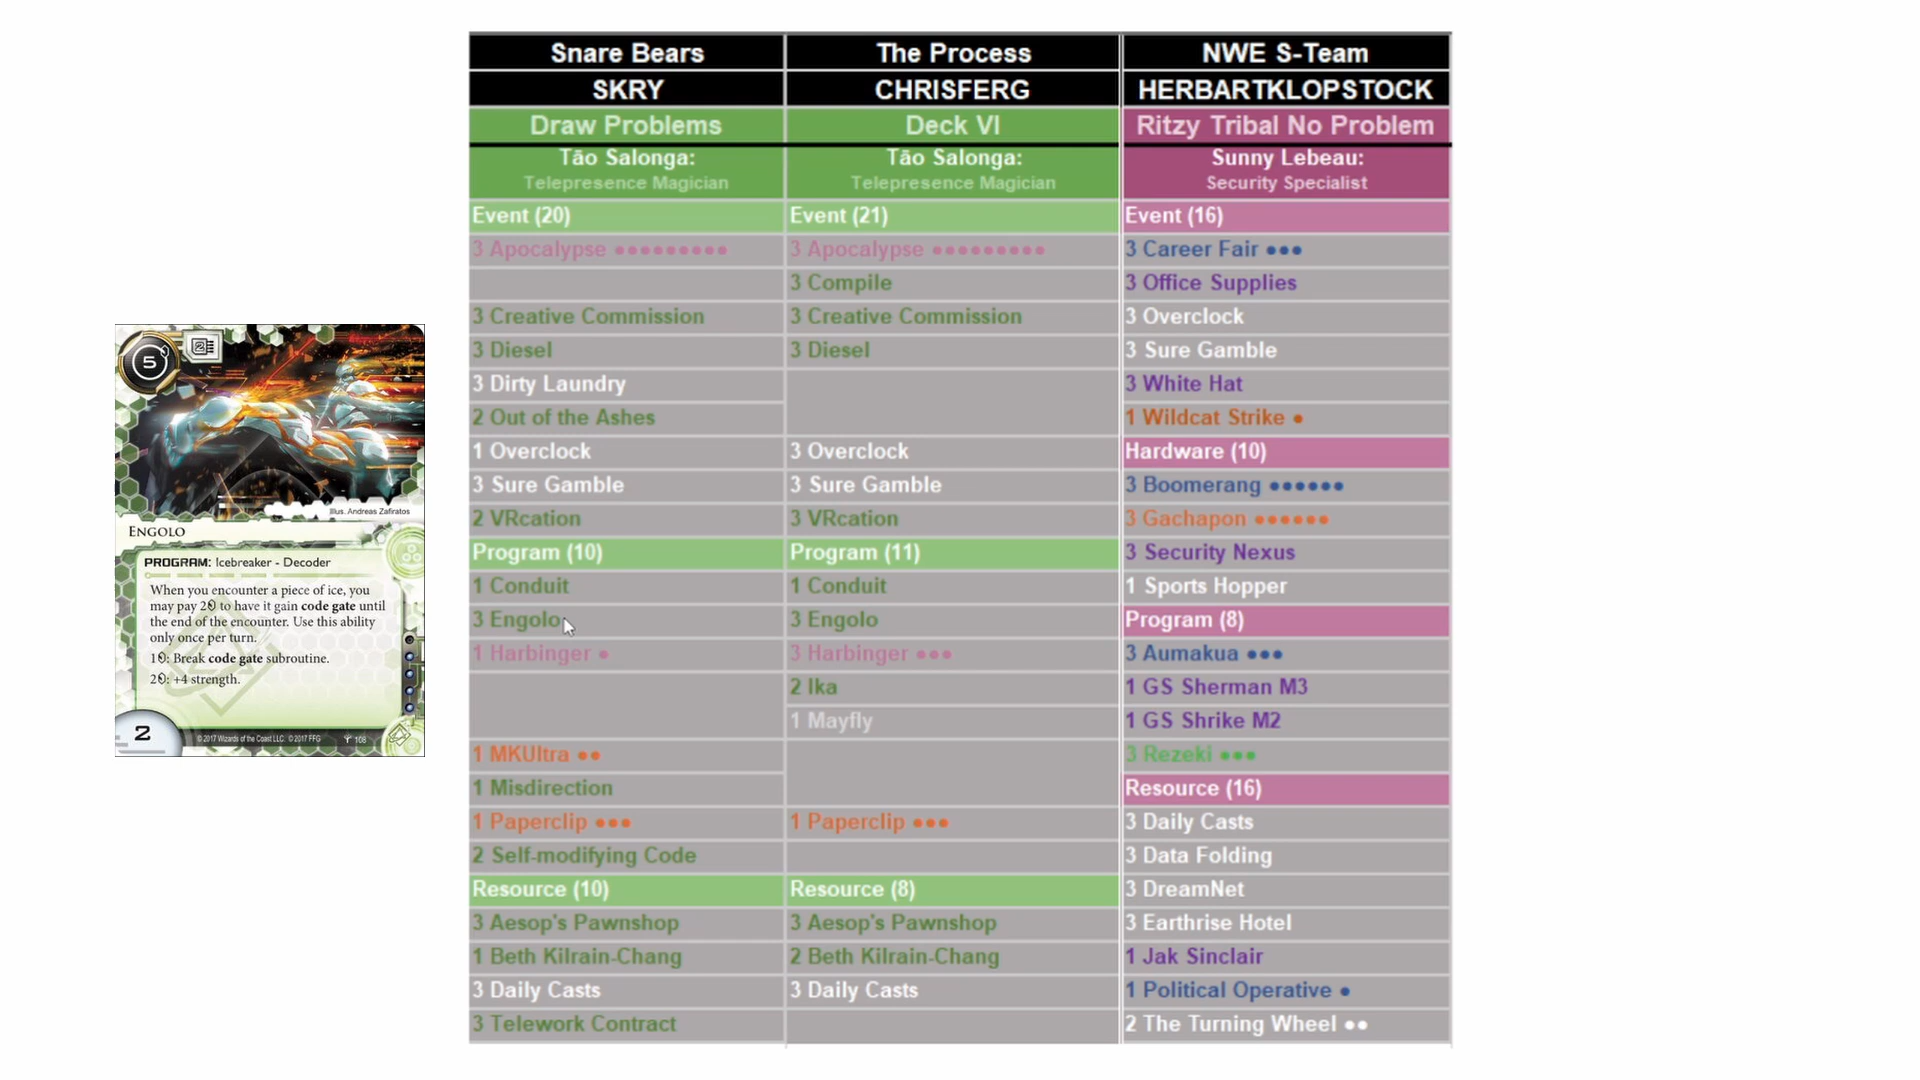 5
Illus. Andreas Zafiratos
ENGOLO
PROGRAM: Icebreaker - Decoder
When you encounter a piece of ice, you
may pay 2 to have it gain code gate until
the end of the encounter. Use this ability
only once per turn.
1: Break code gate subroutine.
2: +4 strength.
2
© 2017 Wizards of the Coast LLC. © 2017 FFG
108
Snare Bears
SKRY
Draw Problems
Tāo Salonga:
Telepresence Magician
Event (20)
3 Apocalypse •••••••••
3 Creative Commission
3 Diesel
3 Dirty Laundry
2 Out of the Ashes
1 Overclock
3 Sure Gamble
2 VRcation
Program (10)
1 Conduit
3 Engolo
1 Harbinger •
1 MKUltra ••
1 Misdirection
1 Paperclip •••
2 Self-modifying Code
Resource (10)
3 Aesop's Pawnshop
1 Beth Kilrain-Chang
3 Daily Casts
3 Telework Contract
The Process
CHRISFERG
Deck VI
Tāo Salonga:
Telepresence Magician
Event (21)
3 Apocalypse •••••••••
3 Compile
3 Creative Commission
3 Diesel
3 Overclock
3 Sure Gamble
3 VRcation
Program (11)
1 Conduit
3 Engolo
3 Harbinger •••
2 Ika
1 Mayfly
1 Paperclip •••
Resource (8)
3 Aesop's Pawnshop
2 Beth Kilrain-Chang
3 Daily Casts
NWE S-Team
HERBARTKLOPSTOCK
Ritzy Tribal No Problem
Sunny Lebeau:
Security Specialist
Event (16)
3 Career Fair •••
3 Office Supplies
3 Overclock
3 Sure Gamble
3 White Hat
1 Wildcat Strike •
Hardware (10)
3 Boomerang ••••••
3 Gachapon ••••••
3 Security Nexus
1 Sports Hopper
Program (8)
3 Aumakua •••
1 GS Sherman M3
1 GS Shrike M2
3 Rezeki •••
Resource (16)
3 Daily Casts
3 Data Folding
3 DreamNet
3 Earthrise Hotel
1 Jak Sinclair
1 Political Operative •
2 The Turning Wheel ••